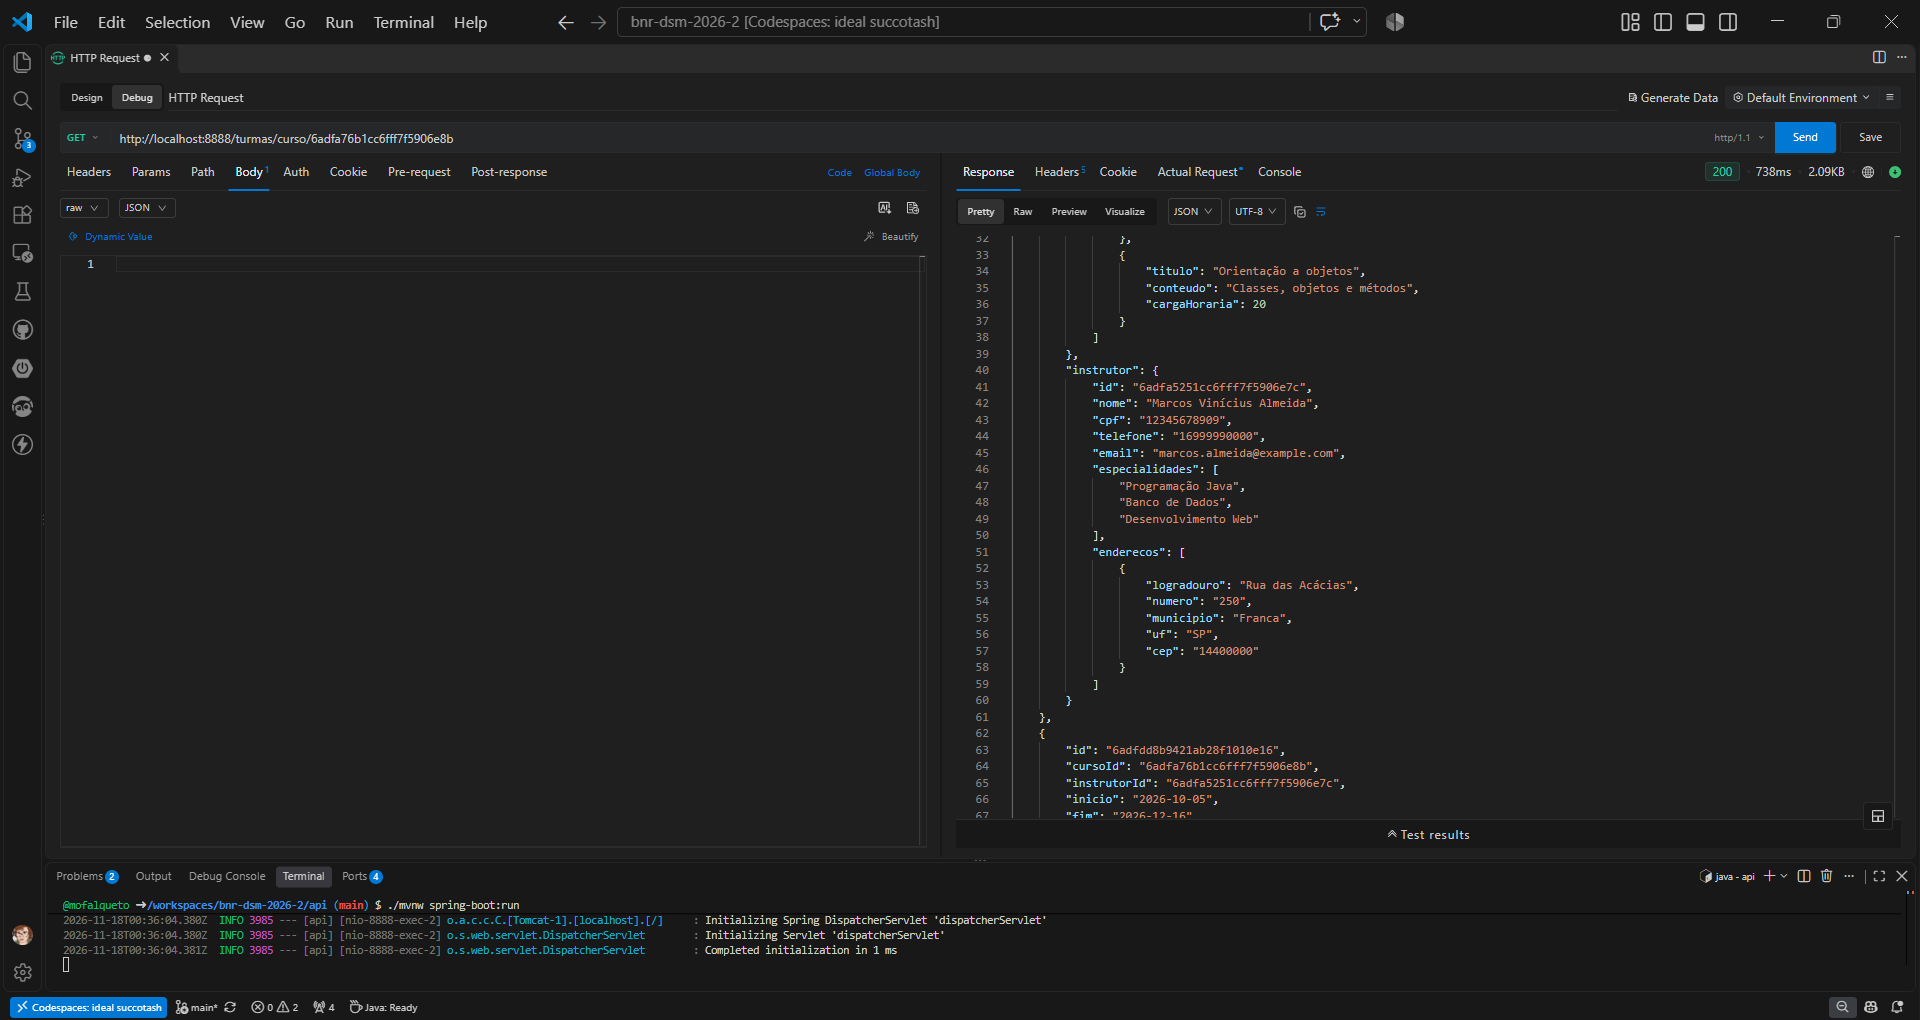 File Edit Selection View Go Run Terminal Help
bnr-dsm-2026-2 [Codespaces: ideal succotash]
HTTP Request
Design Debug HTTP Request
Generate Data Default Environment
GET http://localhost:8888/turmas/curso/6adfa76b1cc6fff7f5906e8b
http/1.1 Send Save
Headers Params Path Body 1 Auth Cookie Pre-request Post-response
Code Global Body
raw JSON
Dynamic Value
Beautify
1
Response Headers 5 Cookie Actual Request Console
200 738ms 2.09KB
Pretty Raw Preview Visualize JSON UTF-8
32 },
33 {
34 "titulo": "Orientação a objetos",
35 "conteudo": "Classes, objetos e métodos",
36 "cargaHoraria": 20
37 }
38 ]
39 },
40 "instrutor": {
41 "id": "6adfa5251cc6fff7f5906e7c",
42 "nome": "Marcos Vinícius Almeida",
43 "cpf": "12345678909",
44 "telefone": "16999990000",
45 "email": "marcos.almeida@example.com",
46 "especialidades": [
47 "Programação Java",
48 "Banco de Dados",
49 "Desenvolvimento Web"
50 ],
51 "enderecos": [
52 {
53 "logradouro": "Rua das Acácias",
54 "numero": "250",
55 "municipio": "Franca",
56 "uf": "SP",
57 "cep": "14400000"
58 }
59 ]
60 }
61 },
62 {
63 "id": "6adfdd8b9421ab28f1010e16",
64 "cursoId": "6adfa76b1cc6fff7f5906e8b",
65 "instrutorId": "6adfa5251cc6fff7f5906e7c",
66 "inicio": "2026-10-05",
67 "fim": "2026-12-16"
Test results
Problems 2 Output Debug Console Terminal Ports 4
java - api
@mofalqueto ➜/workspaces/bnr-dsm-2026-2/api (main) $ ./mvnw spring-boot:run
2026-11-18T00:36:04.380Z INFO 3985 --- [api] [nio-8888-exec-2] o.a.c.c.C.[Tomcat-1].[localhost].[/] : Initializing Spring DispatcherServlet 'dispatcherServlet'
2026-11-18T00:36:04.380Z INFO 3985 --- [api] [nio-8888-exec-2] o.s.web.servlet.DispatcherServlet : Initializing Servlet 'dispatcherServlet'
2026-11-18T00:36:04.381Z INFO 3985 --- [api] [nio-8888-exec-2] o.s.web.servlet.DispatcherServlet : Completed initialization in 1 ms
3
Codespaces: ideal succotash main* 0 2 4 Java: Ready